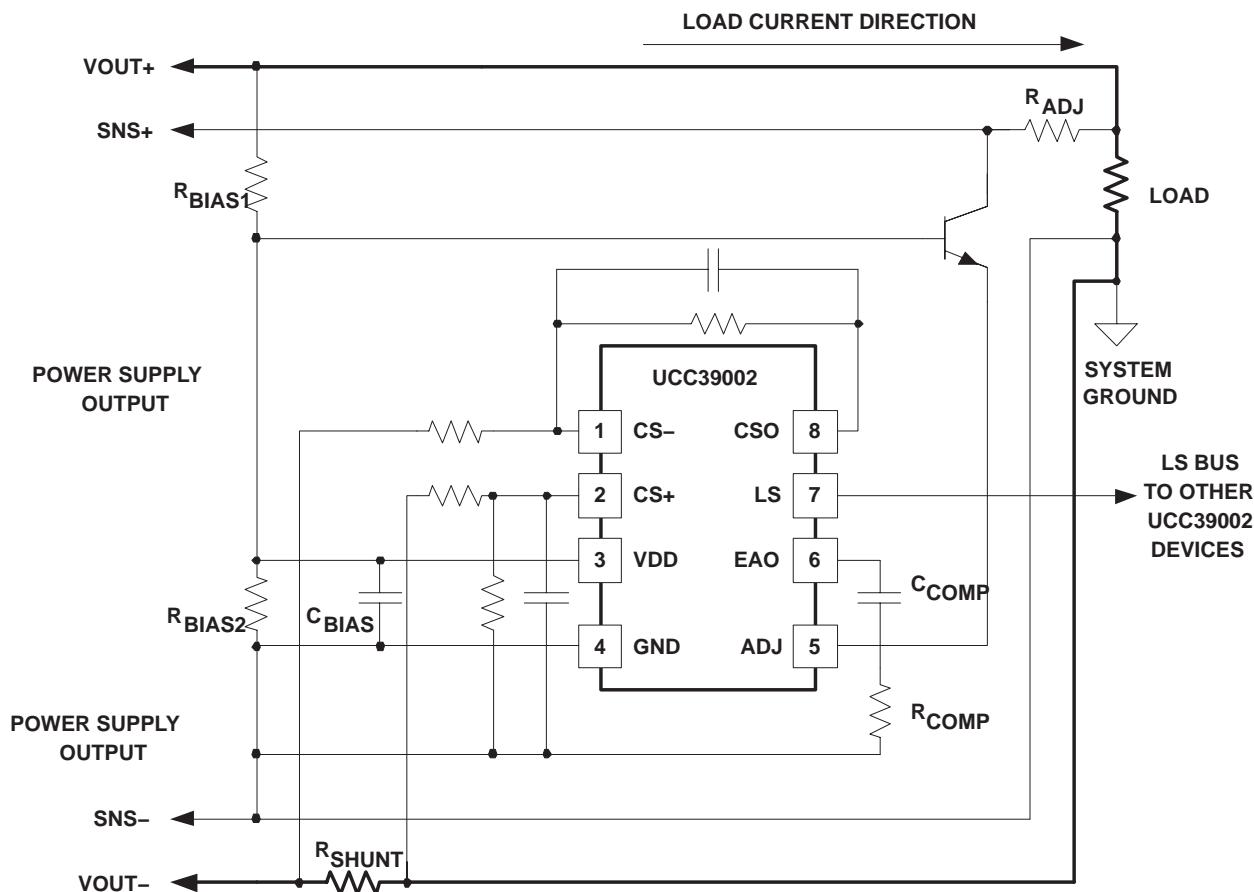 LOAD CURRENT DIRECTION
VOUT+
RADJ
SNS+
RBIAS1
LOAD
POWER SUPPLY
OUTPUT
UCC39002
SYSTEM
GROUND
1 CS–
CSO 8
2 CS+
LS 7
LS BUS
TO OTHER
UCC39002
DEVICES
3 VDD
EAO 6
CCOMP
RBIAS2
CBIAS
4 GND
ADJ 5
RCOMP
POWER SUPPLY
OUTPUT
SNS–
RSHUNT
VOUT–